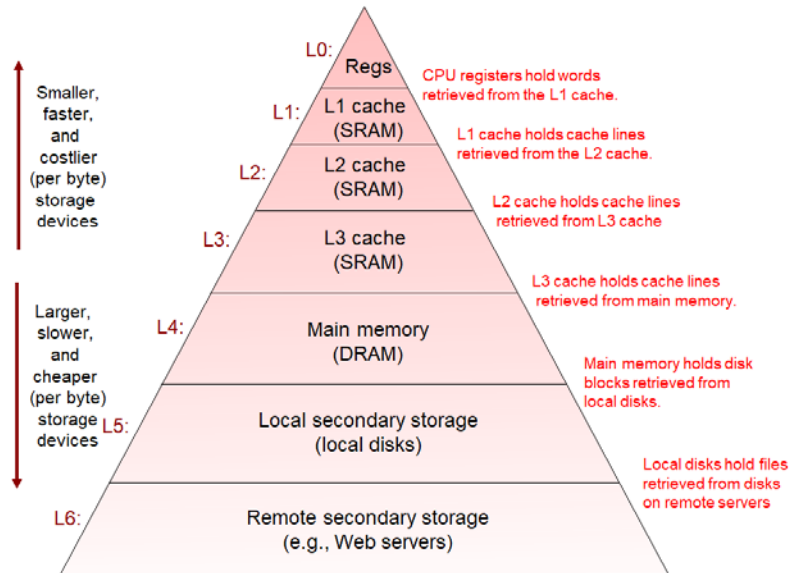 L0:
Regs
CPU registers hold words
retrieved from the L1 cache.
Smaller,
faster,
and
costlier
(per byte)
storage
devices
L1:
L1 cache
(SRAM)
L1 cache holds cache lines
retrieved from the L2 cache.
L2:
L2 cache
(SRAM)
L2 cache holds cache lines
retrieved from L3 cache
L3:
L3 cache
(SRAM)
L3 cache holds cache lines
retrieved from main memory.
Larger,
slower,
and
cheaper
(per byte)
storage
devices
L4:
Main memory
(DRAM)
Main memory holds disk
blocks retrieved from
local disks.
L5:
Local secondary storage
(local disks)
Local disks hold files
retrieved from disks
on remote servers
L6:
Remote secondary storage
(e.g., Web servers)